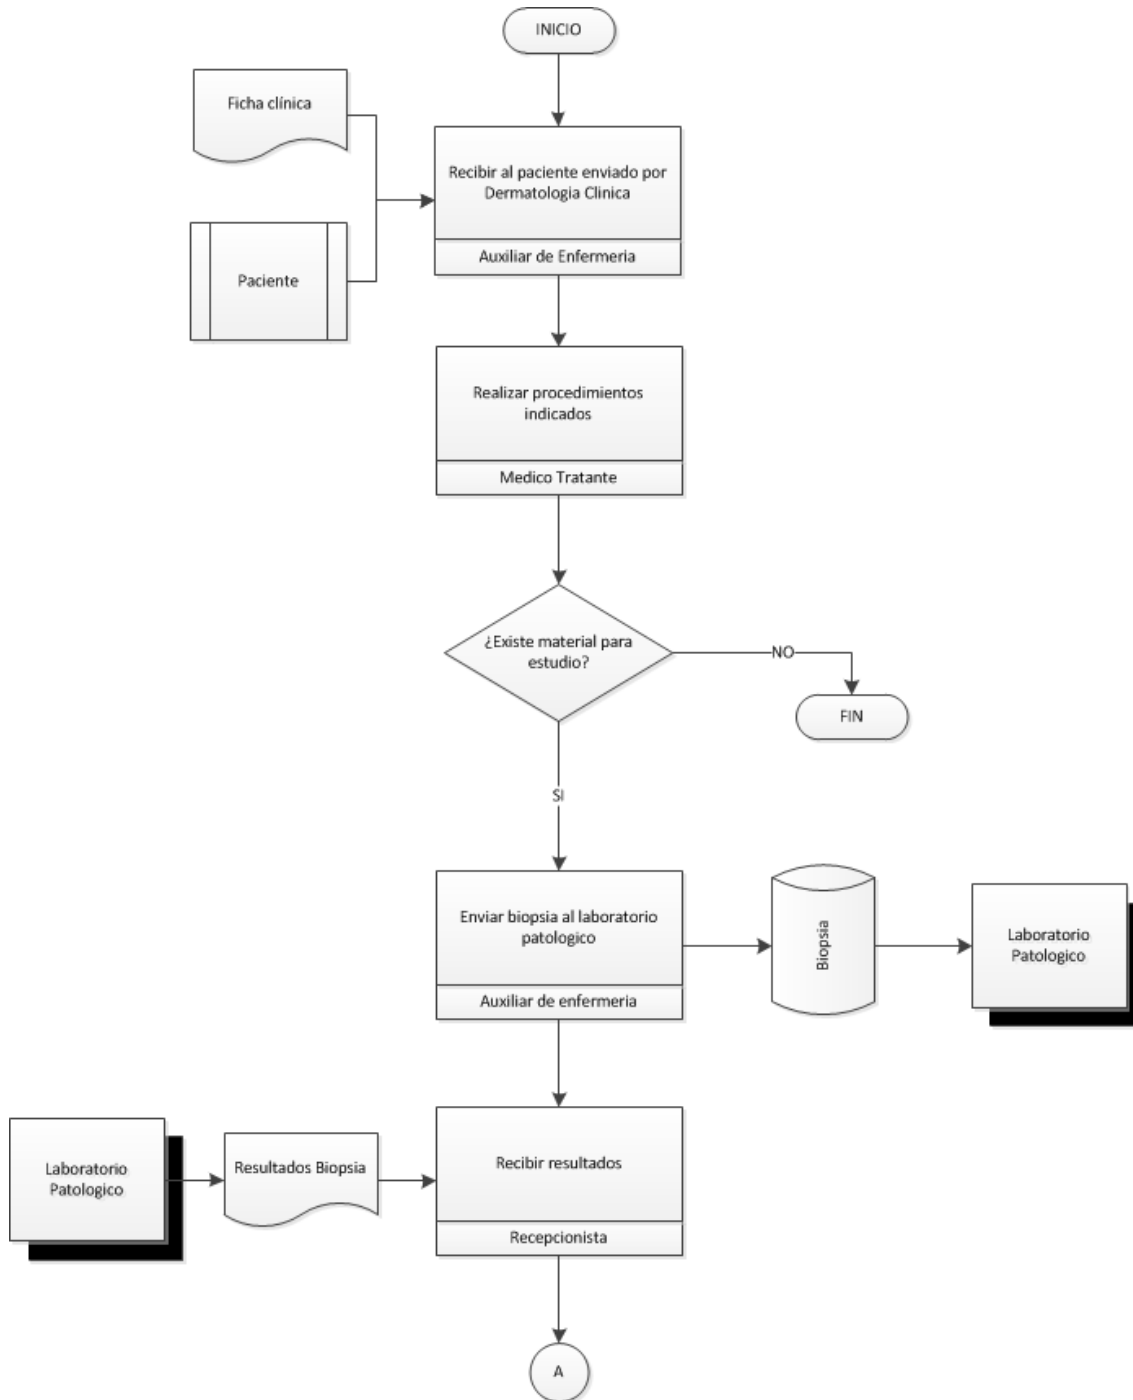 INICIO
Ficha clínica
Recibir al paciente enviado por
Dermatologia Clinica
Auxiliar de Enfermeria
Paciente
Realizar procedimientos
indicados
Medico Tratante
¿Existe material para
estudio?
NO
FIN
SI
Enviar biopsia al laboratorio
patologico
Auxiliar de enfermeria
Biopsia
Laboratorio
Patologico
Laboratorio
Patologico
Resultados Biopsia
Recibir resultados
Recepcionista
A